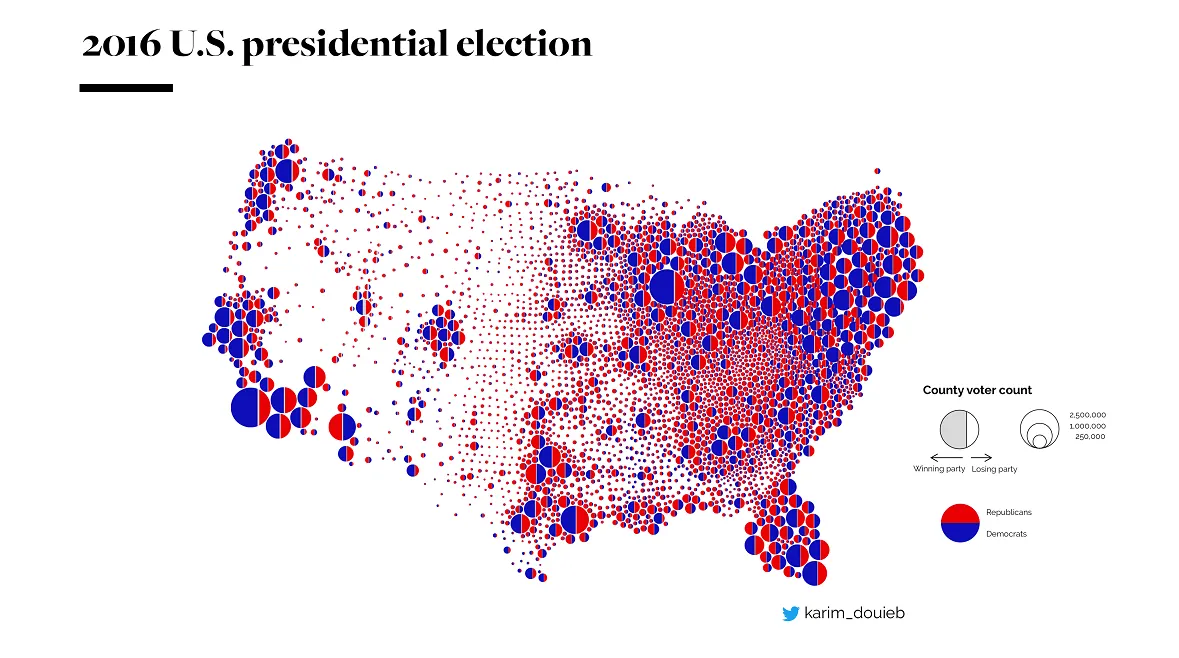 2016 U.S. presidential election
County voter count
2,500,000
1,000,000
250,000
Winning party
Losing party
Republicans
Democrats
karim_douieb